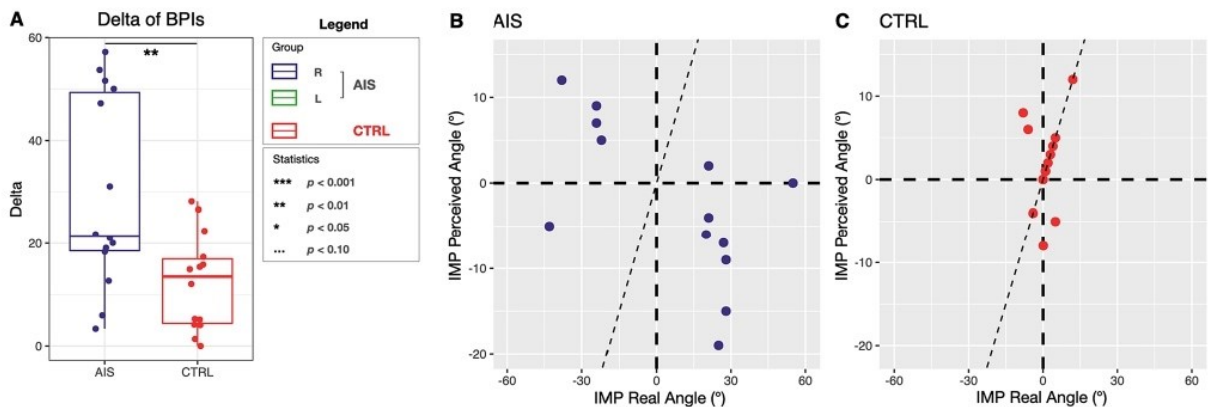 A
Delta of BPIs
Delta
60
40
20
0
**
AIS
CTRL
Legend
Group
R
L
AIS
CTRL
Statistics
*** p < 0.001
** p < 0.01
* p < 0.05
... p < 0.10
B
AIS
IMP Perceived Angle (°)
10
0
-10
-20
-60
-30
0
30
60
IMP Real Angle (°)
C
CTRL
IMP Perceived Angle (°)
10
0
-10
-20
-60
-30
0
30
60
IMP Real Angle (°)